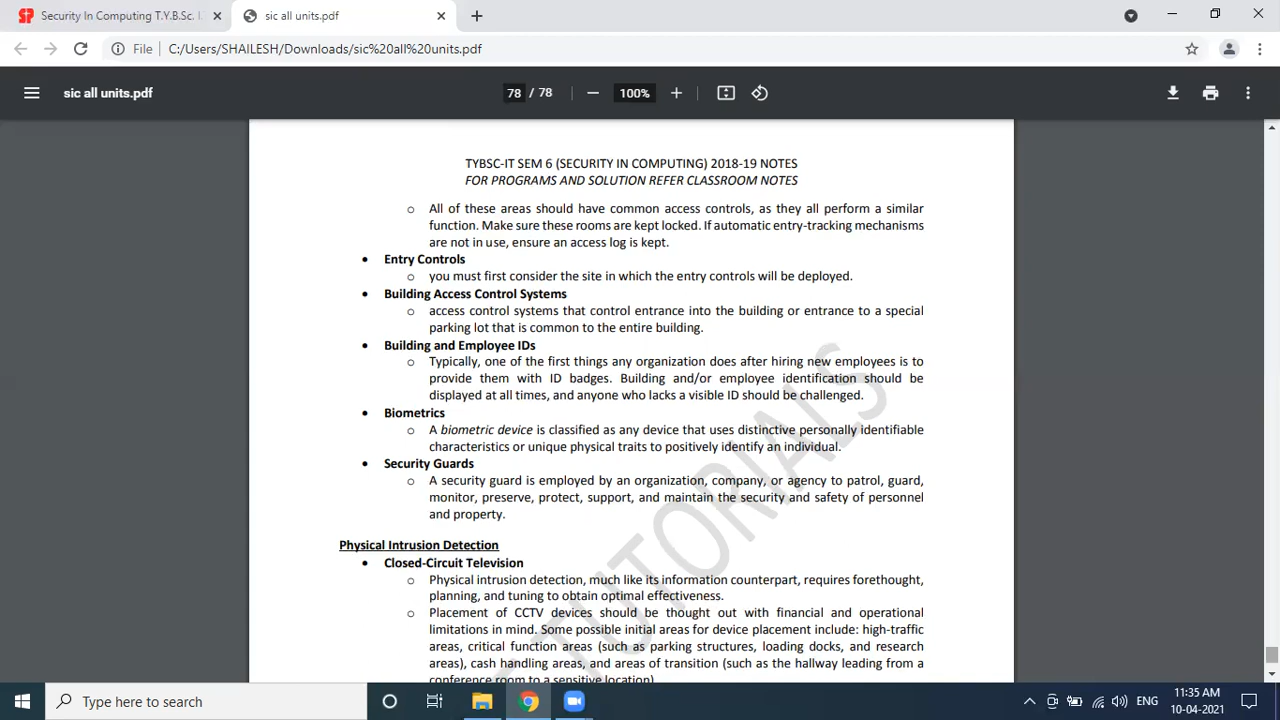 Security In Computing T.Y.B.Sc. I
sic all units.pdf
File
C:/Users/SHAILESH/Downloads/sic%20all%20units.pdf
sic all units.pdf
78 / 78
100%
TYBSC-IT SEM 6 (SECURITY IN COMPUTING) 2018-19 NOTES
FOR PROGRAMS AND SOLUTION REFER CLASSROOM NOTES
o All of these areas should have common access controls, as they all perform a similar
function. Make sure these rooms are kept locked. If automatic entry-tracking mechanisms
are not in use, ensure an access log is kept.
• Entry Controls
o you must first consider the site in which the entry controls will be deployed.
• Building Access Control Systems
o access control systems that control entrance into the building or entrance to a special
parking lot that is common to the entire building.
• Building and Employee IDs
o Typically, one of the first things any organization does after hiring new employees is to
provide them with ID badges. Building and/or employee identification should be
displayed at all times, and anyone who lacks a visible ID should be challenged.
• Biometrics
o A biometric device is classified as any device that uses distinctive personally identifiable
characteristics or unique physical traits to positively identify an individual.
• Security Guards
o A security guard is employed by an organization, company, or agency to patrol, guard,
monitor, preserve, protect, support, and maintain the security and safety of personnel
and property.
Physical Intrusion Detection
• Closed-Circuit Television
o Physical intrusion detection, much like its information counterpart, requires forethought,
planning, and tuning to obtain optimal effectiveness.
o Placement of CCTV devices should be thought out with financial and operational
limitations in mind. Some possible initial areas for device placement include: high-traffic
areas, critical function areas (such as parking structures, loading docks, and research
areas), cash handling areas, and areas of transition (such as the hallway leading from a
conference room to a sensitive location)
TUTORIALS
Type here to search
ENG
11:35 AM
10-04-2021